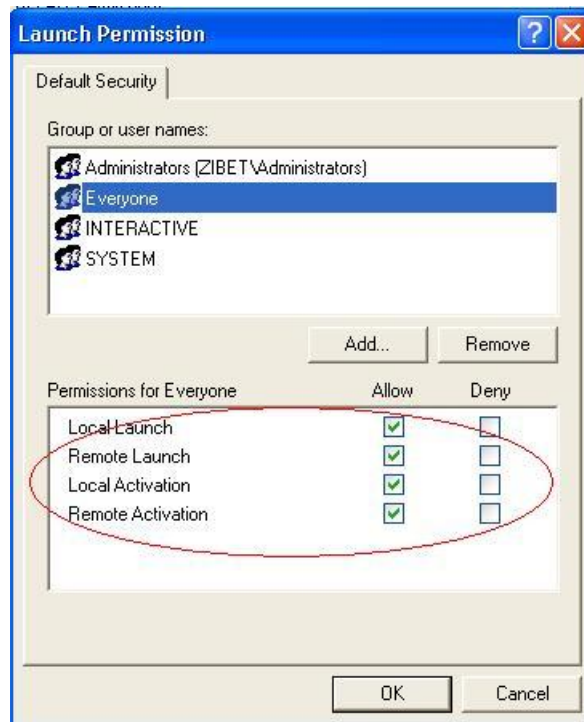 Launch Permission
Default Security
Group or user names:
Administrators (ZIBET\Administrators)
Everyone
INTERACTIVE
SYSTEM
Add... Remove
Permissions for Everyone Allow Deny
Local Launch
Remote Launch
Local Activation
Remote Activation
OK Cancel